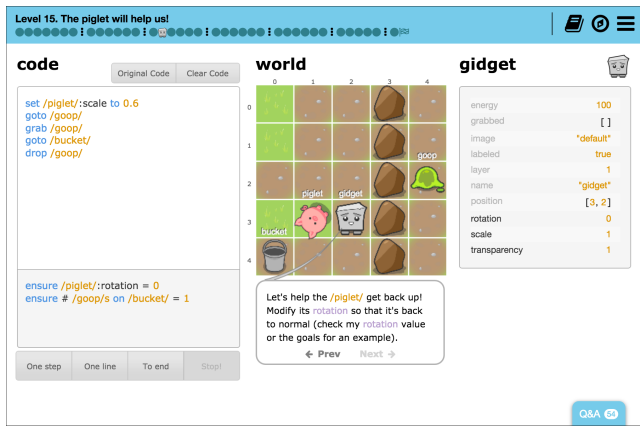 Level 15. The piglet will help us!
code
Original Code
Clear Code
set /piglet/:scale to 0.6
goto /goop/
grab /goop/
goto /bucket/
drop /goop/
ensure /piglet/:rotation = 0
ensure # /goop/s on /bucket/ = 1
One step
One line
To end
Stop!
world
0 1 2 3 4
0
1
goop
2
piglet gidget
3
bucket
4
Let's help the /piglet/ get back up!
Modify its rotation so that it's back
to normal (check my rotation value
or the goals for an example).
← Prev Next →
gidget
energy 100
grabbed [ ]
image "default"
labeled true
layer 1
name "gidget"
position [3, 2]
rotation 0
scale 1
transparency 1
Q&A 54